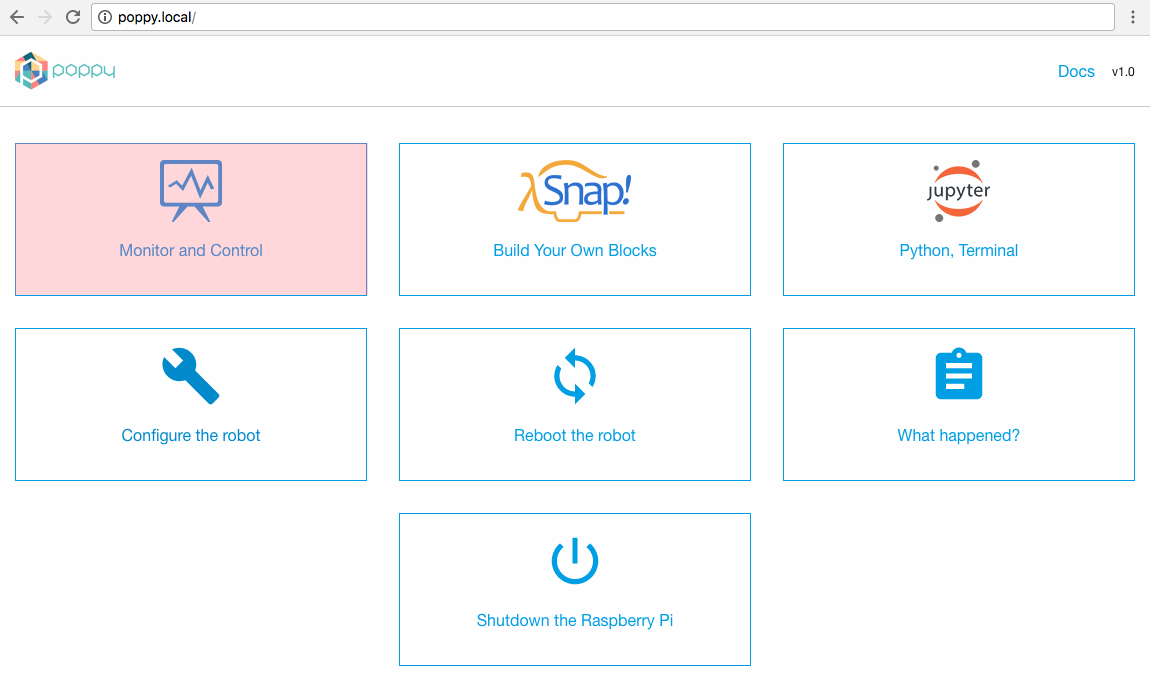 poppy.local/
poppy
Docs v1.0
λSnap!
jupyter
Monitor and Control
Build Your Own Blocks
Python, Terminal
Configure the robot
Reboot the robot
What happened?
Shutdown the Raspberry Pi